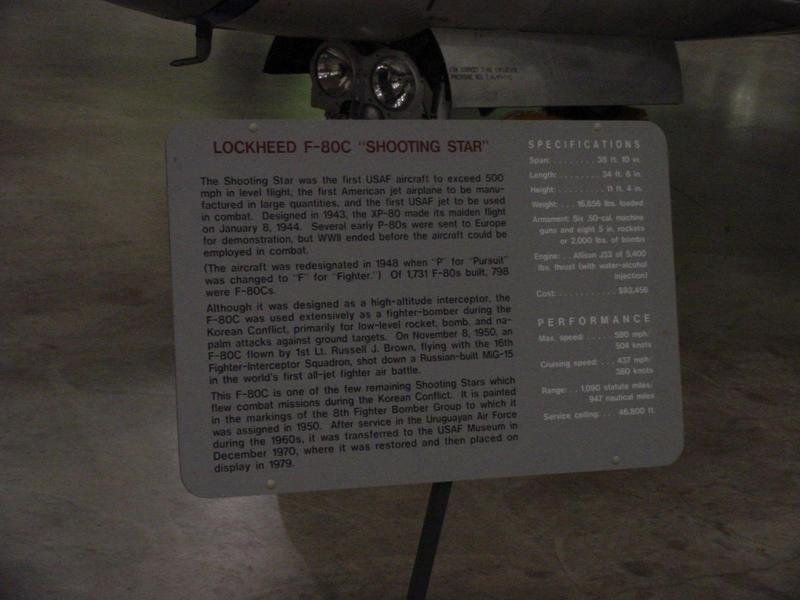 LOCKHEED F-80C "SHOOTING STAR"
The Shooting Star was the first USAF aircraft to exceed 500
mph in level flight, the first American jet airplane to be manu-
factured in large quantities, and the first USAF jet to be used
in combat. Designed in 1943, the XP-80 made its maiden flight
on January 8, 1944. Several early P-80s were sent to Europe
for demonstration, but WWII ended before the aircraft could be
employed in combat.
(The aircraft was redesignated in 1948 when "P" for "Pursuit"
was changed to "F" for "Fighter.") Of 1,731 F-80s built, 798
were F-80Cs.
Although it was designed as a high-altitude interceptor, the
F-80C was used extensively as a fighter-bomber during the
Korean Conflict, primarily for low-level rocket, bomb, and na-
palm attacks against ground targets. On November 8, 1950, an
F-80C flown by 1st Lt. Russell J. Brown, flying with the 16th
Fighter-Interceptor Squadron, shot down a Russian-built MiG-15
in the world's first all-jet fighter air battle.
This F-80C is one of the few remaining Shooting Stars which
flew combat missions during the Korean Conflict. It is painted
in the markings of the 8th Fighter Bomber Group to which it
was assigned in 1950. After service in the Uruguayan Air Force
during the 1960s, it was transferred to the USAF Museum in
December 1970, where it was restored and then placed on
display in 1979.
SPECIFICATIONS
Span: . . . . . . . . 38 ft. 10 in.
Length: . . . . . . . . 34 ft. 6 in.
Height: . . . . . . . . . 11 ft. 4 in.
Weight: . . . . 16,856 lbs. loaded
Armament: Six .50-cal. machine
guns and eight 5 in. rockets
or 2,000 lbs. of bombs
Engine: . . Allison J33 of 5,400
lbs. thrust (with water-alcohol
injection)
Cost: . . . . . . . . . . . $93,456
PERFORMANCE
Max. speed: . . . . . . 580 mph;
504 knots
Cruising speed: . . . 437 mph;
380 knots
Range: . . 1,090 statute miles;
947 nautical miles
Service ceiling: . . . 46,800 ft.